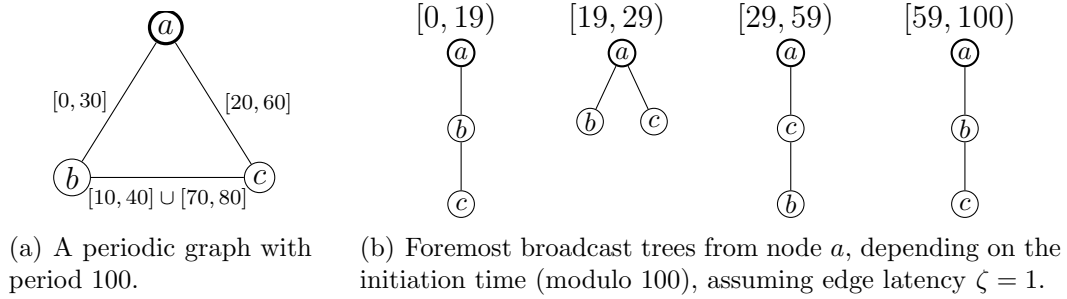 a
[0, 30]
[20, 60]
b
c
[10, 40] ∪ [70, 80]
(a) A periodic graph with
period 100.
[0, 19) [19, 29) [29, 59) [59, 100)
a a a a
b b c c b
c b c
(b) Foremost broadcast trees from node a, depending on the
initiation time (modulo 100), assuming edge latency ζ = 1.